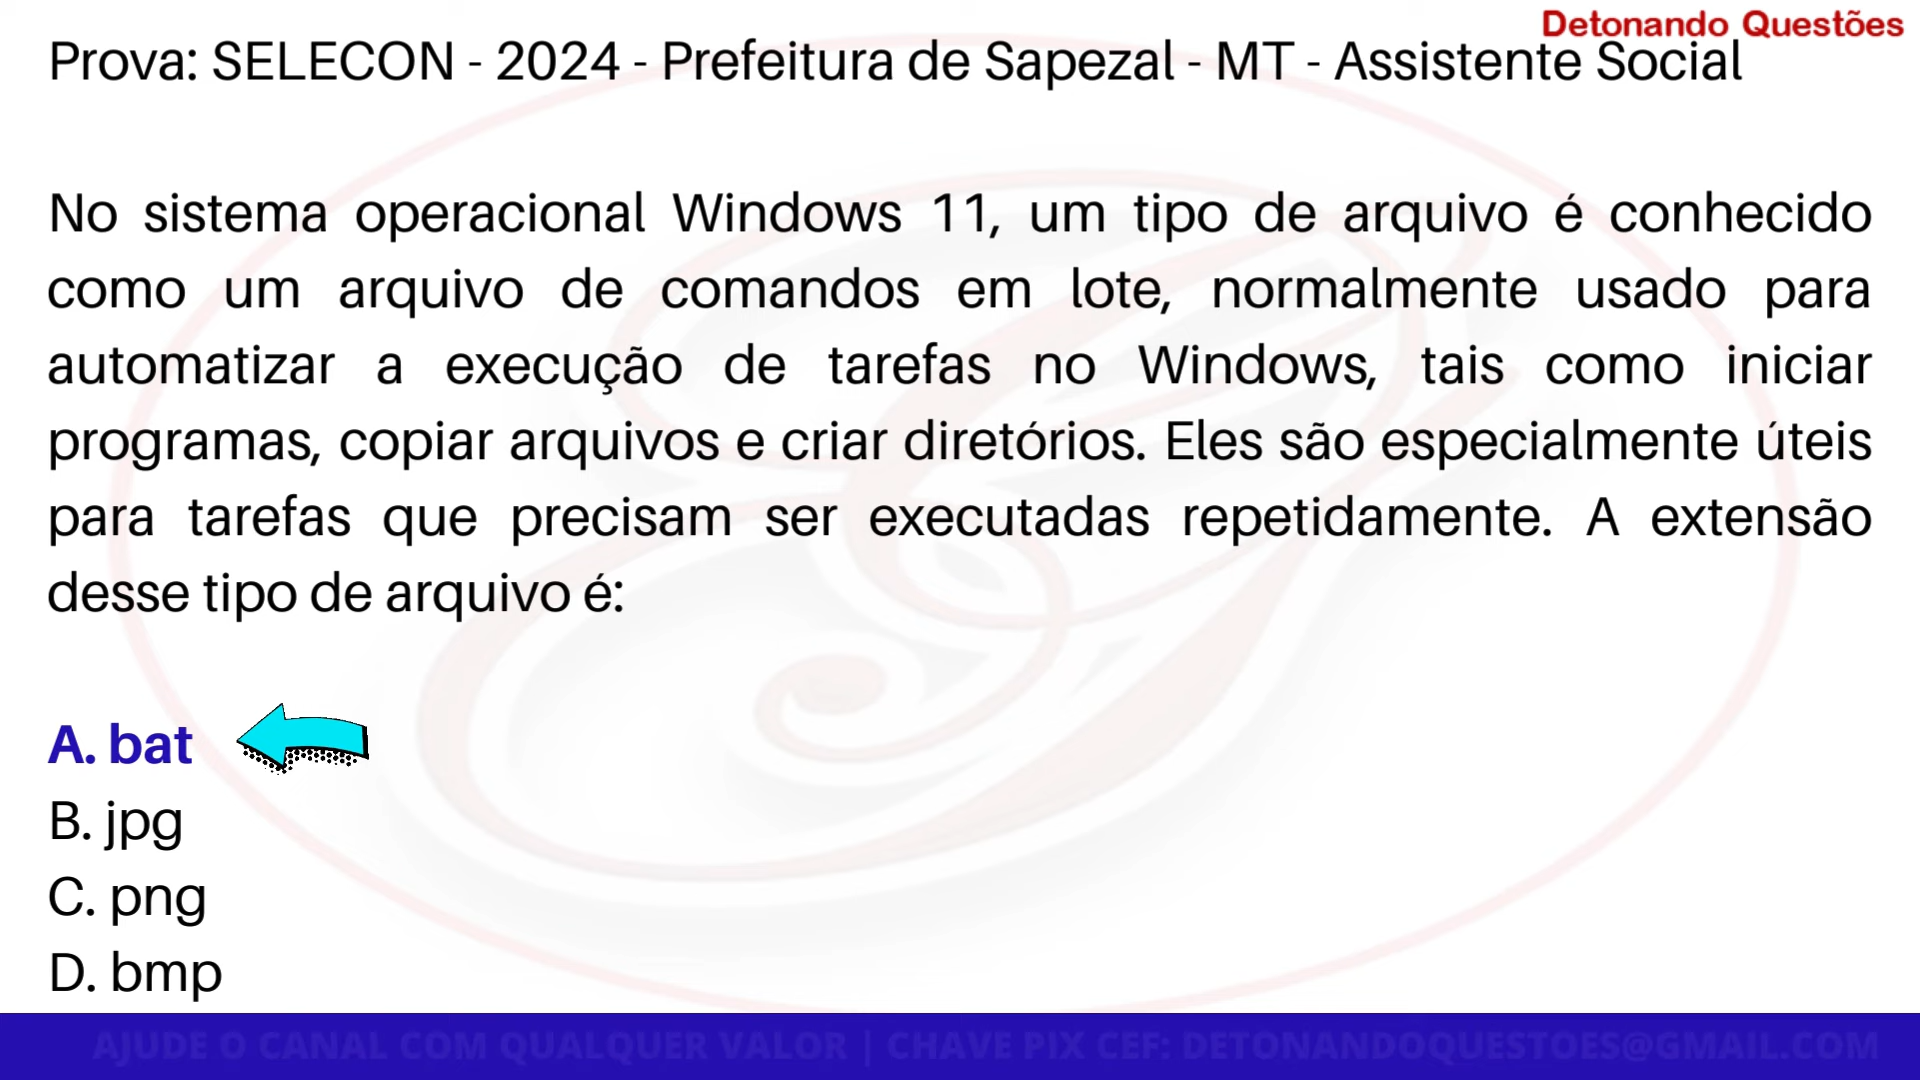 Detonando Questões
Prova: SELECON - 2024 - Prefeitura de Sapezal - MT - Assistente Social
No sistema operacional Windows 11, um tipo de arquivo é conhecido
como um arquivo de comandos em lote, normalmente usado para
automatizar a execução de tarefas no Windows, tais como iniciar
programas, copiar arquivos e criar diretórios. Eles são especialmente úteis
para tarefas que precisam ser executadas repetidamente. A extensão
desse tipo de arquivo é:
A. bat
B. jpg
C. png
D. bmp
AJUDE O CANAL COM QUALQUER VALOR | CHAVE PIX CEF: DETONANDOQUESTOES@GMAIL.COM